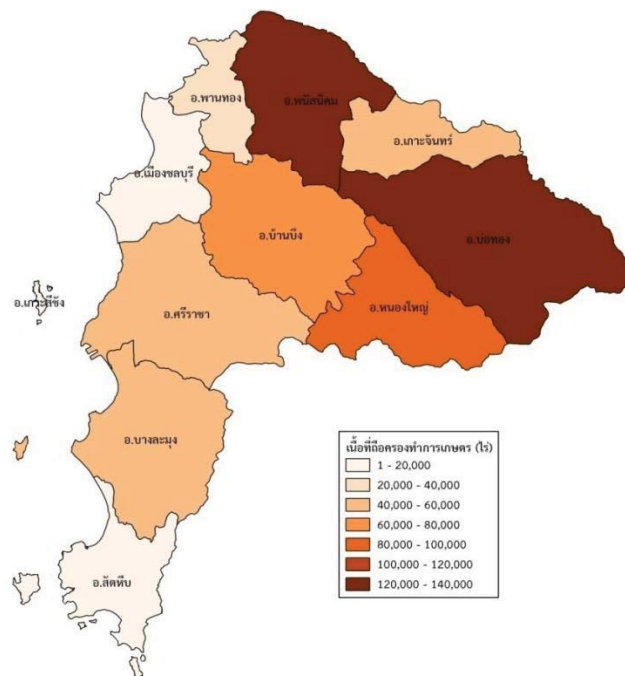 อ.พานทอง
อ.พนัสนิคม
อ.เกาะจันทร์
อ.เมืองชลบุรี
อ.บ้านบึง
อ.บ่อทอง
อ.เกาะสีชัง
อ.ศรีราชา
อ.หนองใหญ่
อ.บางละมุง
อ.สัตหีบ
เนื้อที่ถือครองทำการเกษตร (ไร่)
1 - 20,000
20,000 - 40,000
40,000 - 60,000
60,000 - 80,000
80,000 - 100,000
100,000 - 120,000
120,000 - 140,000